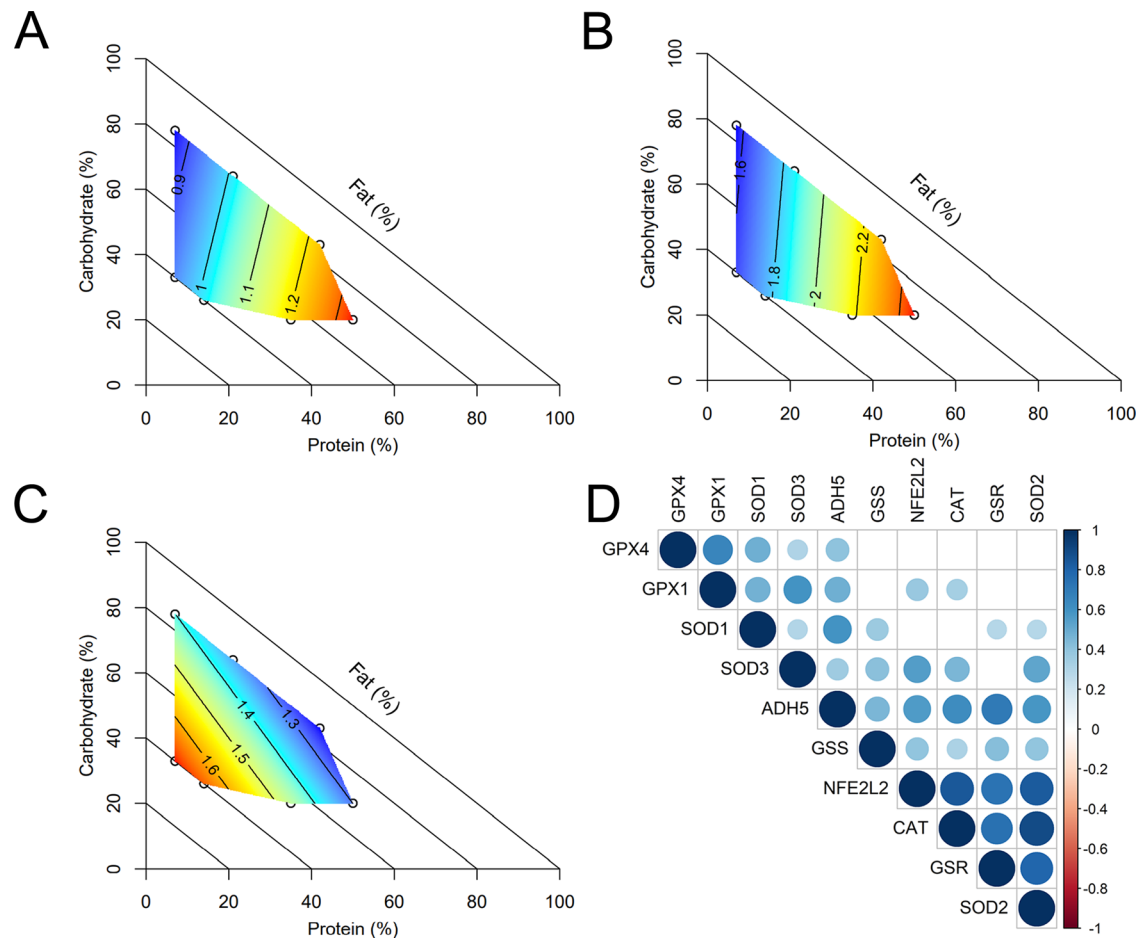 A
100
80
60
40
20
0
Carbohydrate (%)
Fat (%)
0.9
1
1.1
1.2
0 20 40 60 80 100
Protein (%)
B
100
80
60
40
20
0
Carbohydrate (%)
Fat (%)
1.6
1.8
2
2.2
0 20 40 60 80 100
Protein (%)
C
100
80
60
40
20
0
Carbohydrate (%)
Fat (%)
1.3
1.4
1.5
1.6
0 20 40 60 80 100
Protein (%)
D
GPX4 GPX1 SOD1 SOD3 ADH5 GSS NFE2L2 CAT GSR SOD2
GPX4
GPX1
SOD1
SOD3
ADH5
GSS
NFE2L2
CAT
GSR
SOD2
1
0.8
0.6
0.4
0.2
0
-0.2
-0.4
-0.6
-0.8
-1